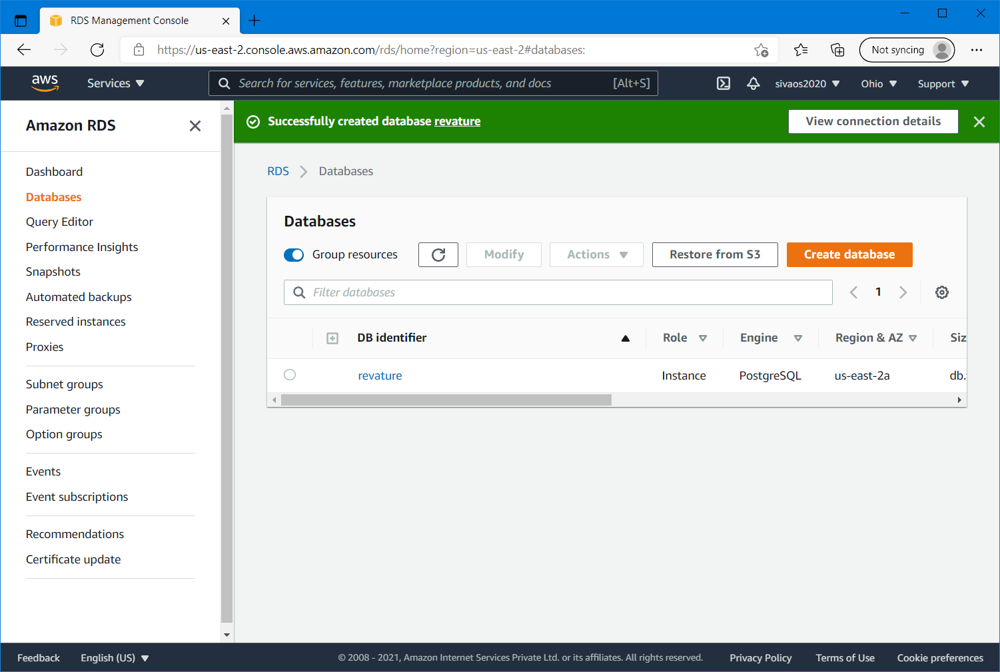 RDS Management Console
https://us-east-2.console.aws.amazon.com/rds/home?region=us-east-2#databases:
Not syncing
aws
Services
Search for services, features, marketplace products, and docs [Alt+S]
sivaos2020
Ohio
Support
Amazon RDS
Dashboard
Databases
Query Editor
Performance Insights
Snapshots
Automated backups
Reserved instances
Proxies
Subnet groups
Parameter groups
Option groups
Events
Event subscriptions
Recommendations
Certificate update
Successfully created database revature
View connection details
RDS
Databases
Databases
Group resources
Modify
Actions
Restore from S3
Create database
Filter databases
1
DB identifier Role Engine Region & AZ Siz
revature Instance PostgreSQL us-east-2a db.
Feedback
English (US)
© 2008 - 2021, Amazon Internet Services Private Ltd. or its affiliates. All rights reserved.
Privacy Policy
Terms of Use
Cookie preferences